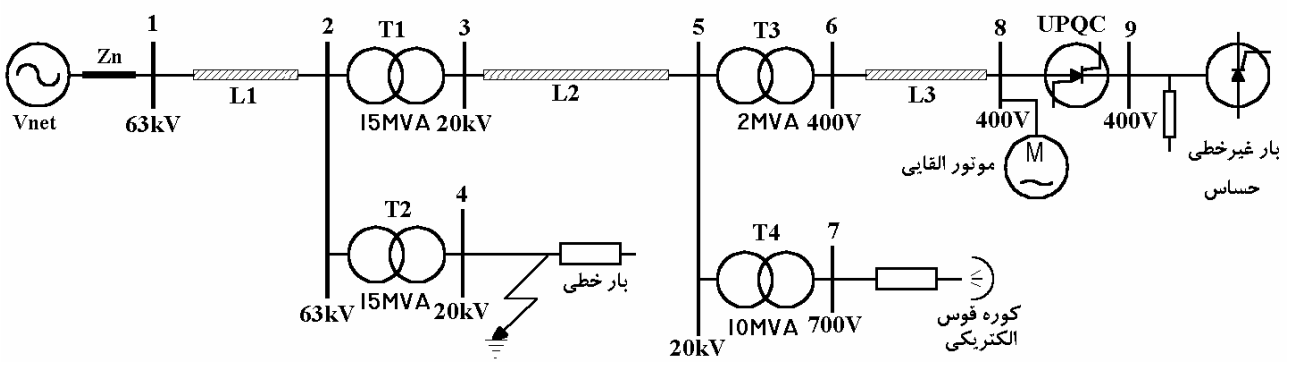 Vnet
Zn
1
63kV
L1
2
63kV
T1
15MVA
3
20kV
L2
5
20kV
T3
2MVA
6
400V
L3
8
400V
UPQC
9
400V
M
موتور القایی
بار غیرخطی
حساس
T2
15MVA
4
20kV
بار خطی
T4
10MVA
7
700V
کوره قوس
الکتریکی